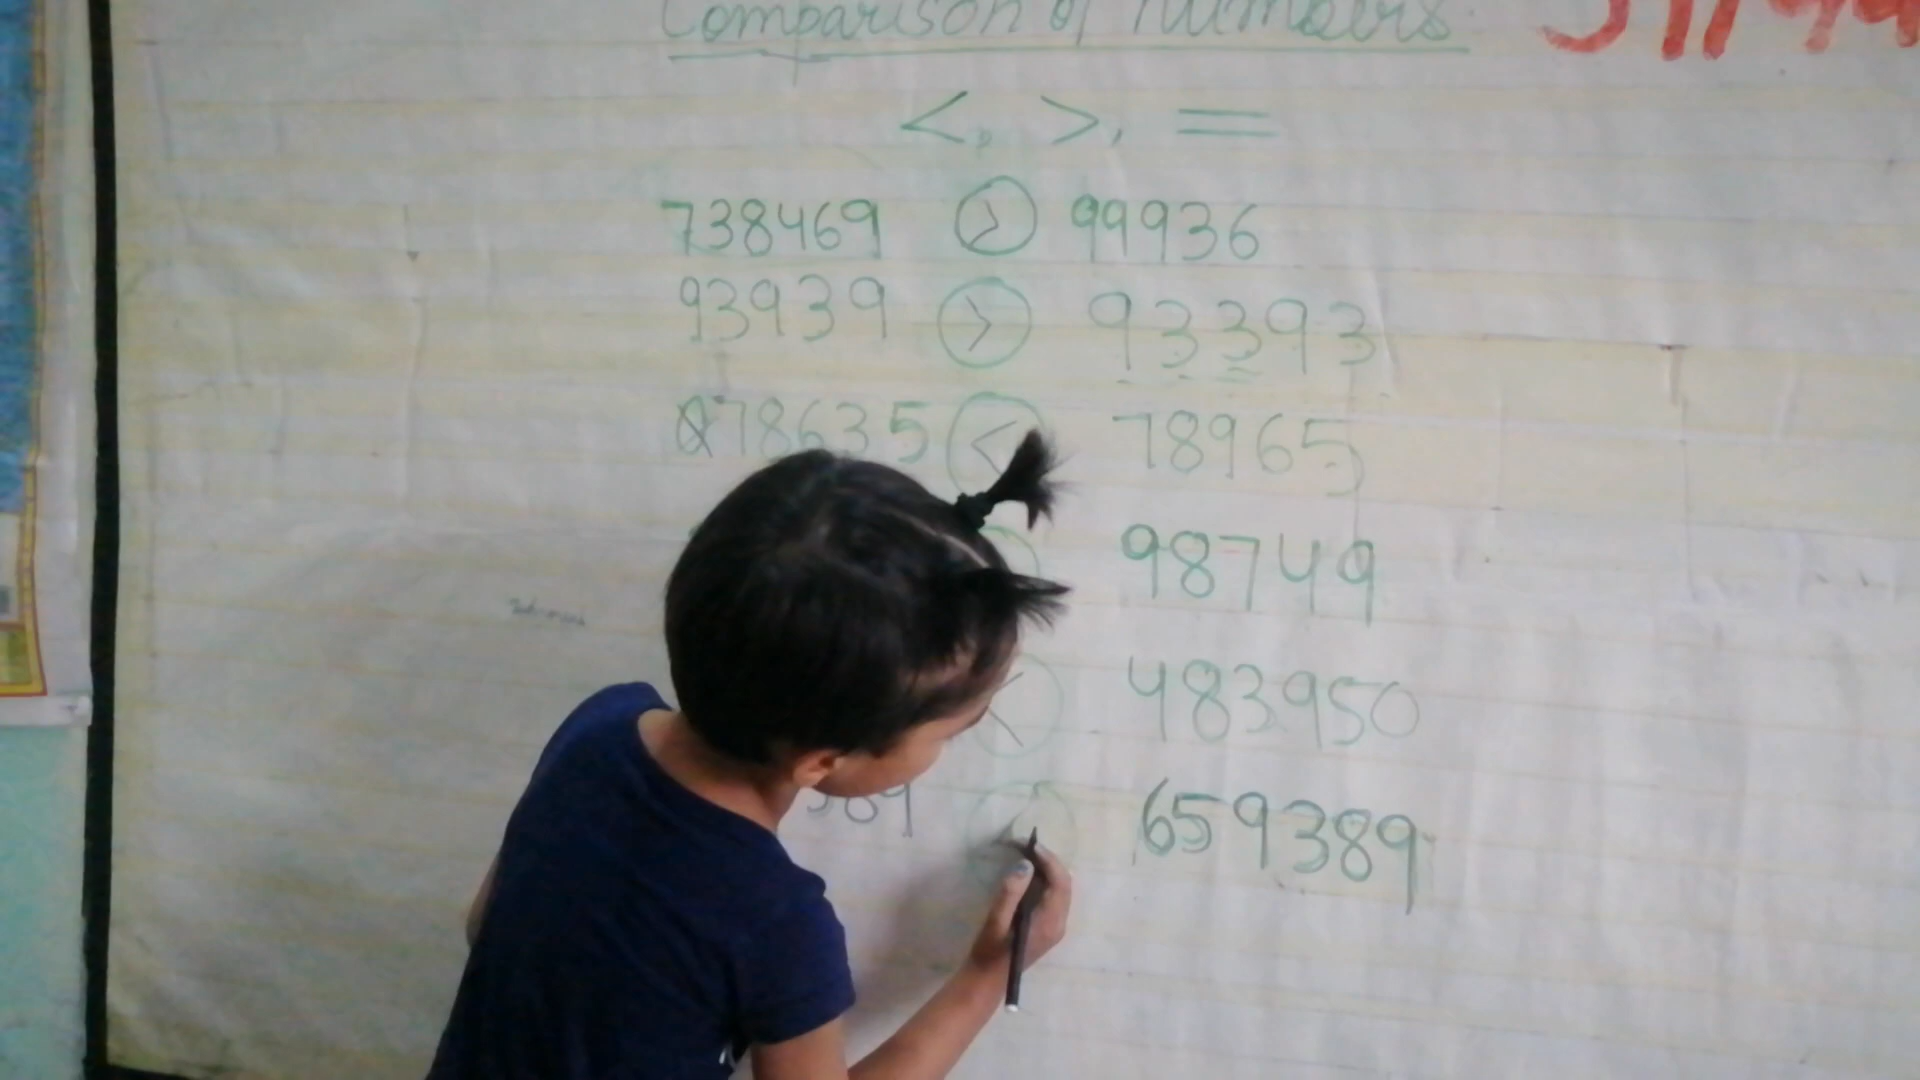 Comparison of Numbers
<, >, =
738469 > 99936
93939 > 93393
78635 < 78965
98749
< 483950
389 659389